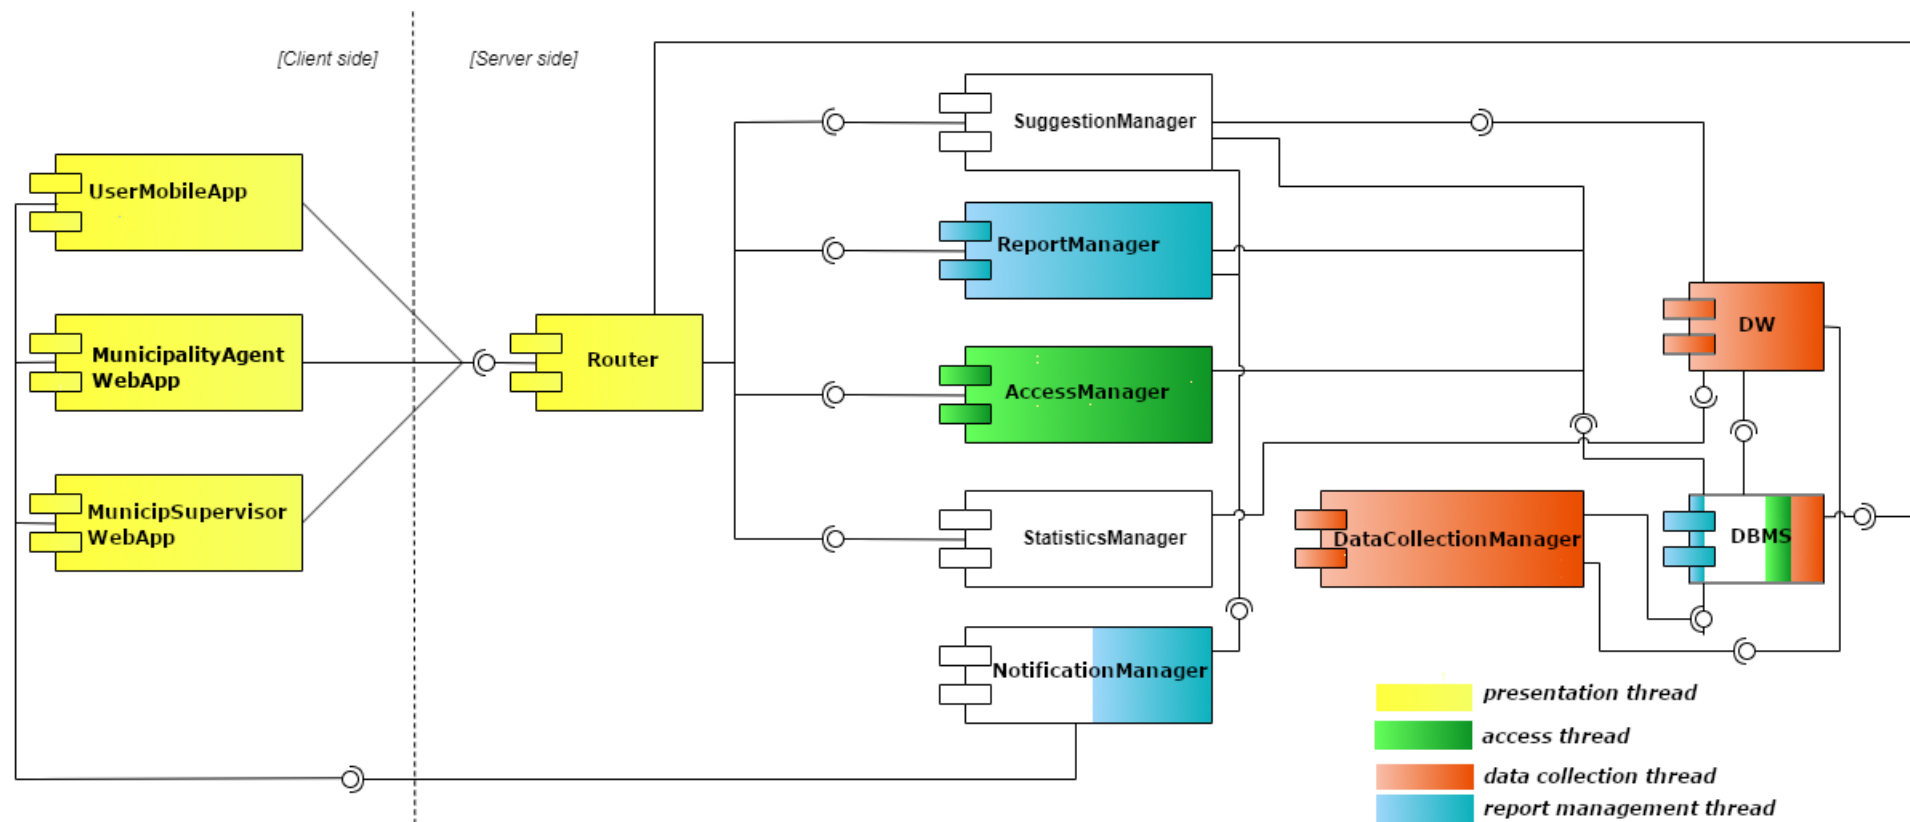 [Client side]
[Server side]
SuggestionManager
UserMobileApp
ReportManager
DW
MunicipalityAgent
WebApp
Router
AccessManager
MunicipSupervisor
WebApp
StatisticsManager
DataCollectionManager
DBMS
NotificationManager
presentation thread
access thread
data collection thread
report management thread